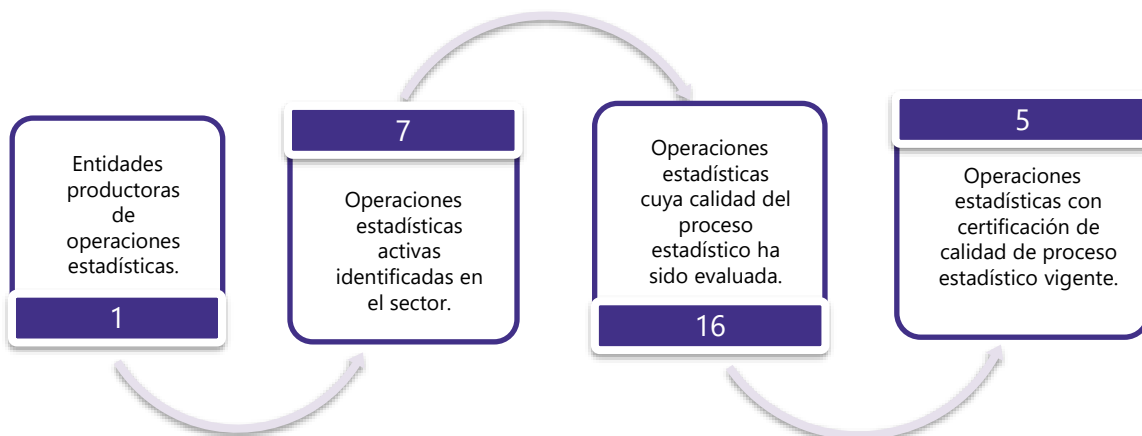 Entidades
productoras
de
operaciones
estadísticas.
1
7
Operaciones
estadísticas
activas
identificadas en
el sector.
Operaciones
estadísticas
cuya calidad del
proceso
estadístico ha
sido evaluada.
16
5
Operaciones
estadísticas con
certificación de
calidad de proceso
estadístico vigente.